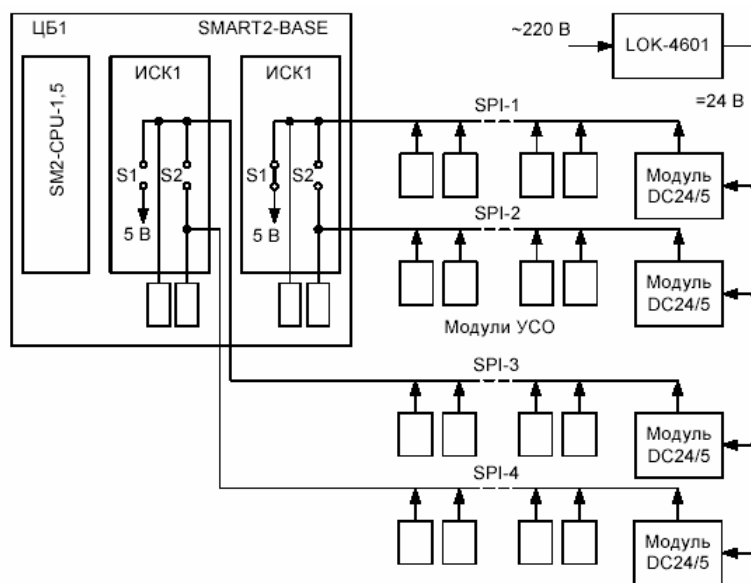 ЦБ1
SMART2-BASE
~220 В
LOK-4601
=24 В
SM2-CPU-1,5
ИСК1
S1
S2
5 В
ИСК1
S1
S2
5 В
SPI-1
Модуль
DC24/5
SPI-2
Модуль
DC24/5
Модули УСО
SPI-3
Модуль
DC24/5
SPI-4
Модуль
DC24/5